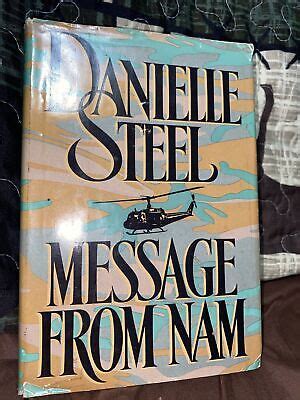 DANIELLE
STEEL
MESSAGE
FROM NAM